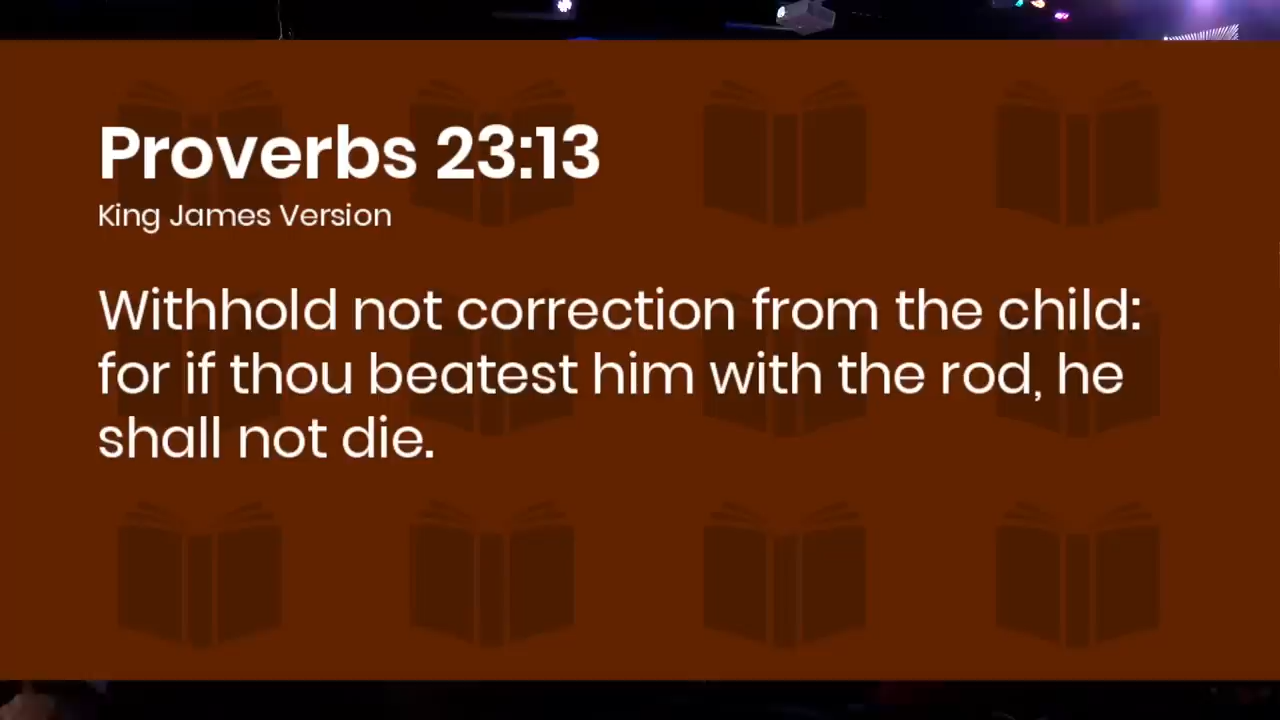 Proverbs 23:13
King James Version
Withhold not correction from the child:
for if thou beatest him with the rod, he
shall not die.